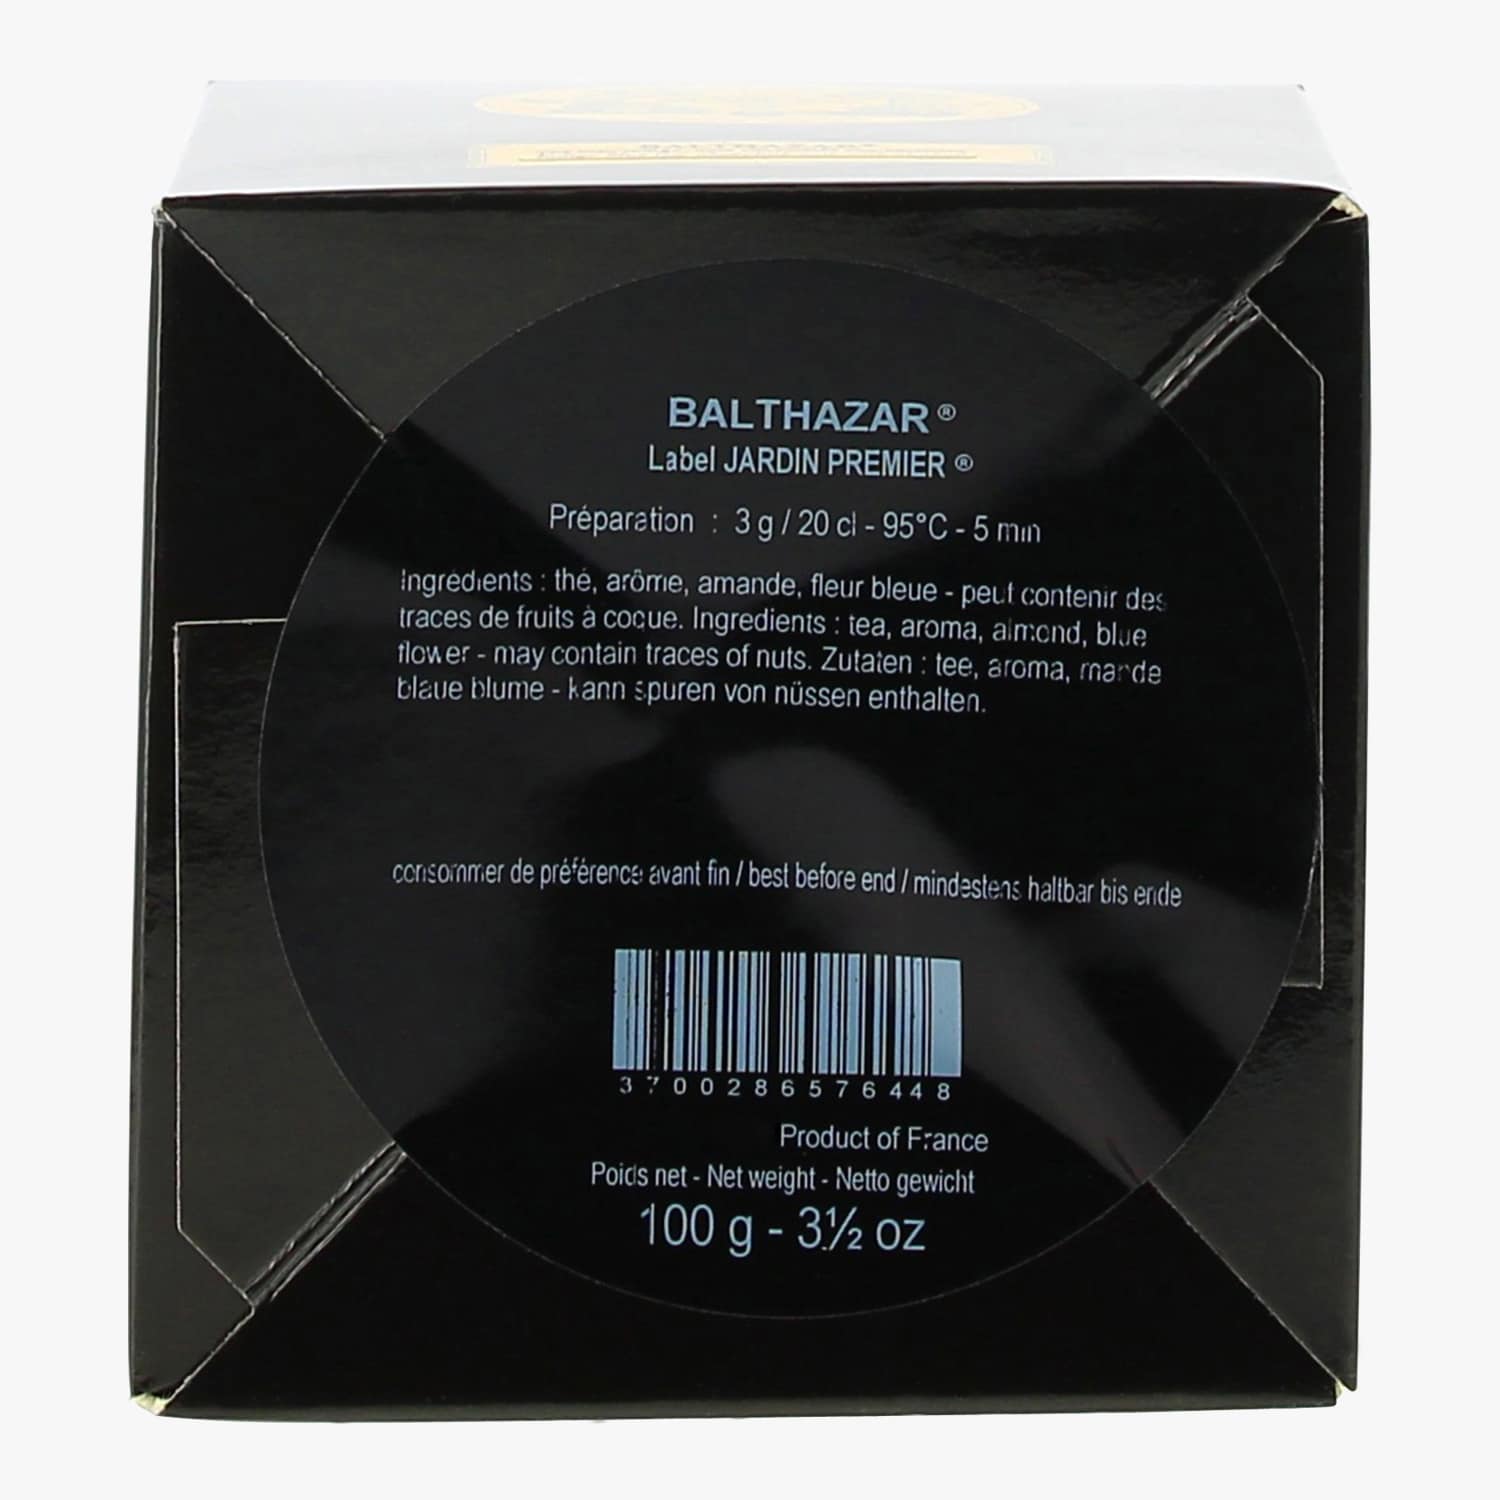 BALTHAZAR®
BALTHAZAR ®
Label JARDIN PREMIER ®
Préparation : 3 g / 20 cl - 95°C - 5 min
Ingrédients : thé, arôme, amande, fleur bleue - peut contenir des
traces de fruits à coque. Ingredients : tea, aroma, almond, blue
flower - may contain traces of nuts. Zutaten : tee, aroma, mande
blaue blume - kann spuren von nüssen enthalten.
consommer de préférence avant fin / best before end / mindestens haltbar bis ende
3700286576448
Product of France
Poids net - Net weight - Netto gewicht
100 g - 3½ oz